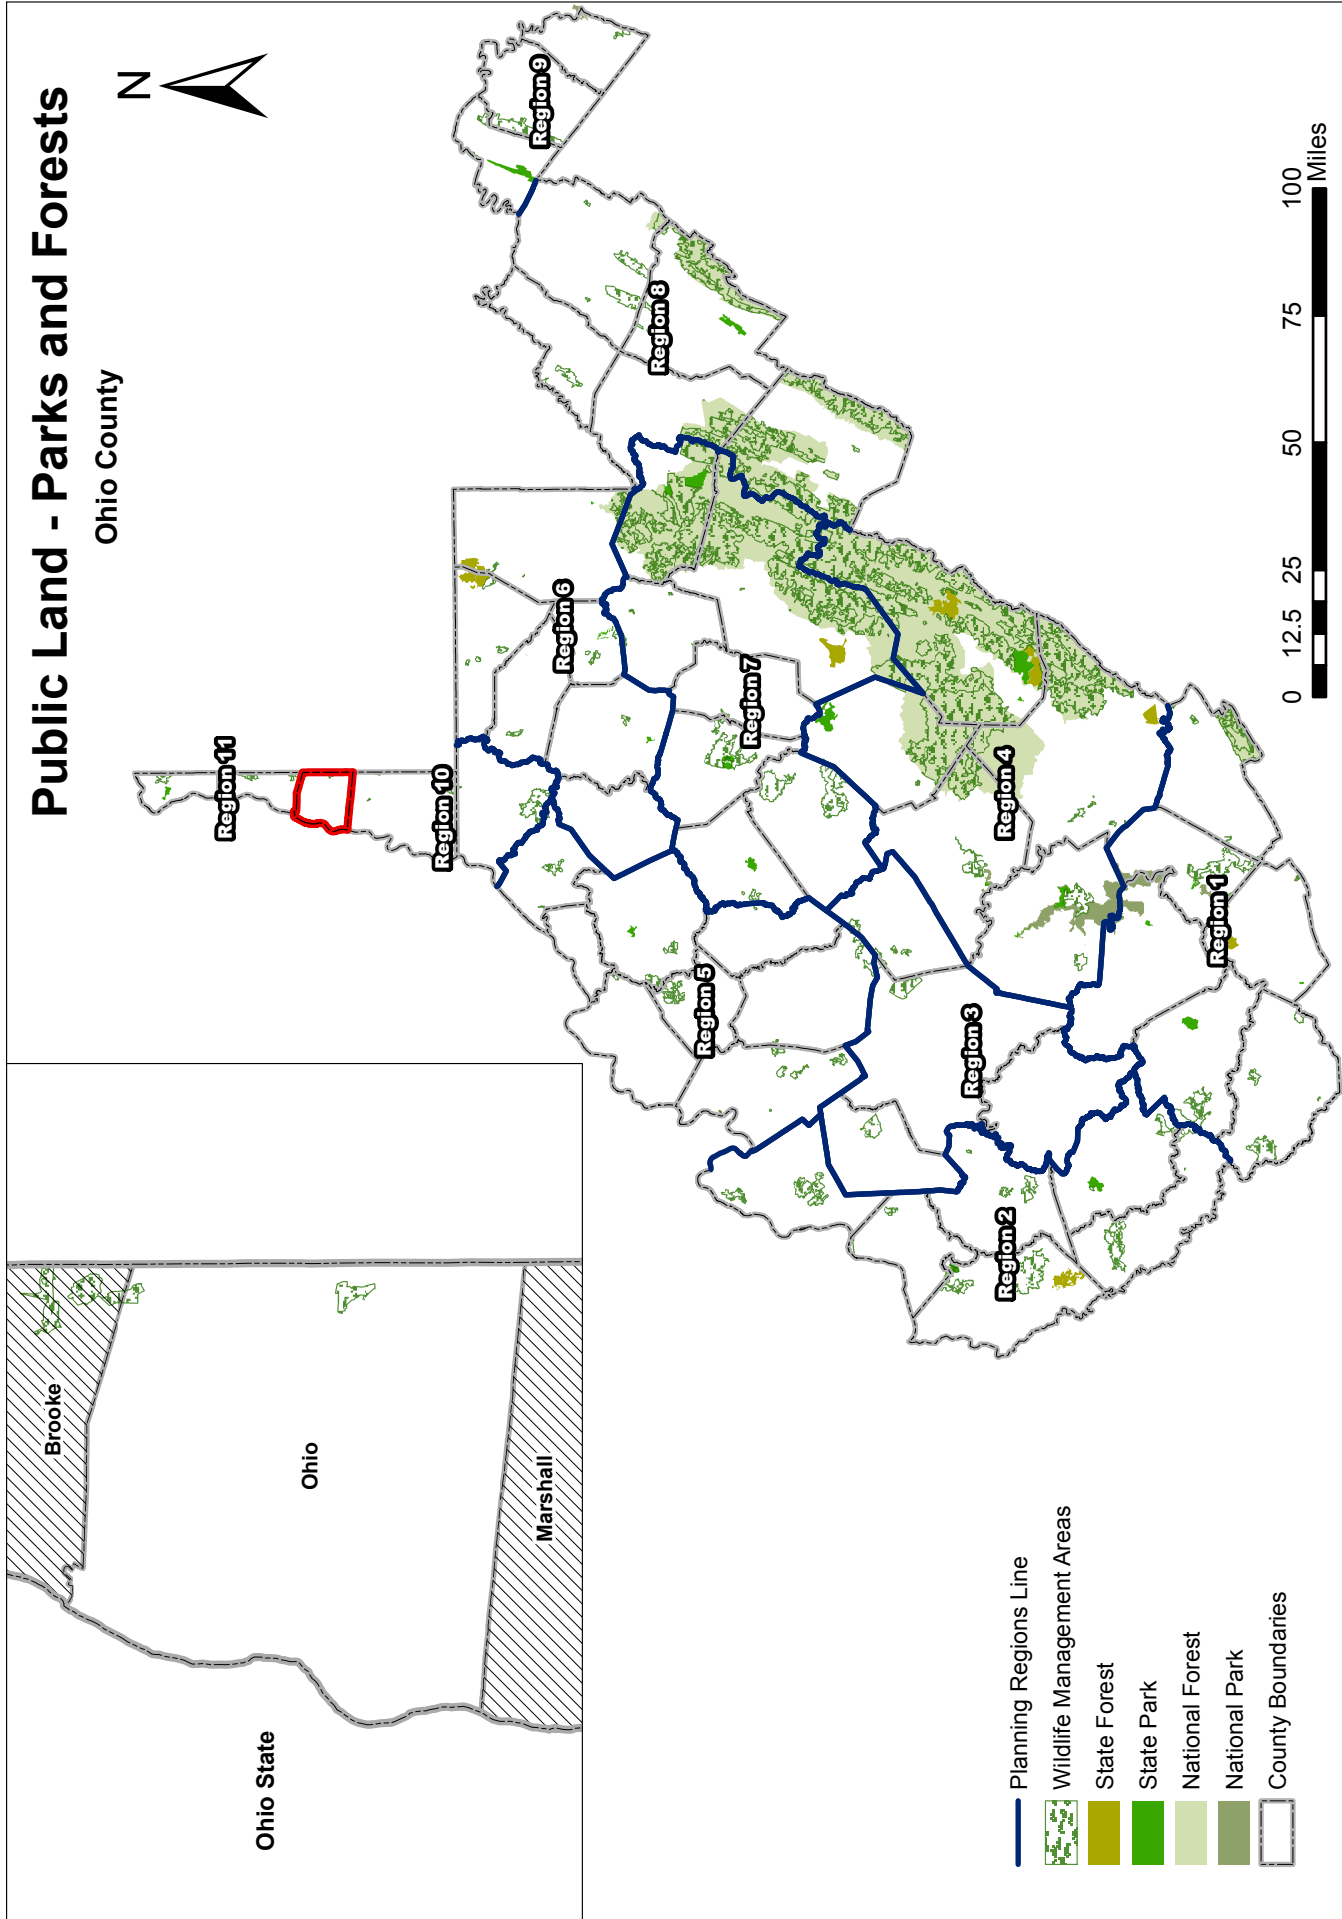 Public Land - Parks and Forests
Ohio County
N
Brooke
Ohio
Marshall
Ohio State
Region 11
Region 10
Region 9
Region 8
Region 6
Region 7
Region 5
Region 4
Region 3
Region 2
Region 1
Planning Regions Line
Wildlife Management Areas
State Forest
State Park
National Forest
National Park
County Boundaries
0 12.5 25 50 75 100
Miles